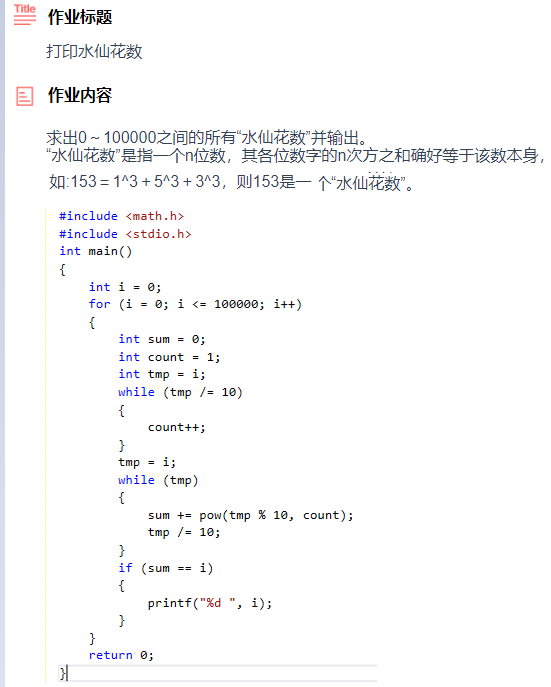 Title 作业标题
打印水仙花数
作业内容
求出0～100000之间的所有“水仙花数”并输出。
“水仙花数”是指一个n位数，其各位数字的n次方之和确好等于该数本身，
如:153＝1^3＋5^3＋3^3，则153是一 个“水仙花数”。
#include <math.h>
#include <stdio.h>
int main()
{
    int i = 0;
    for (i = 0; i <= 100000; i++)
    {
        int sum = 0;
        int count = 1;
        int tmp = i;
        while (tmp /= 10)
        {
            count++;
        }
        tmp = i;
        while (tmp)
        {
            sum += pow(tmp % 10, count);
            tmp /= 10;
        }
        if (sum == i)
        {
            printf("%d ", i);
        }
    }
    return 0;
}